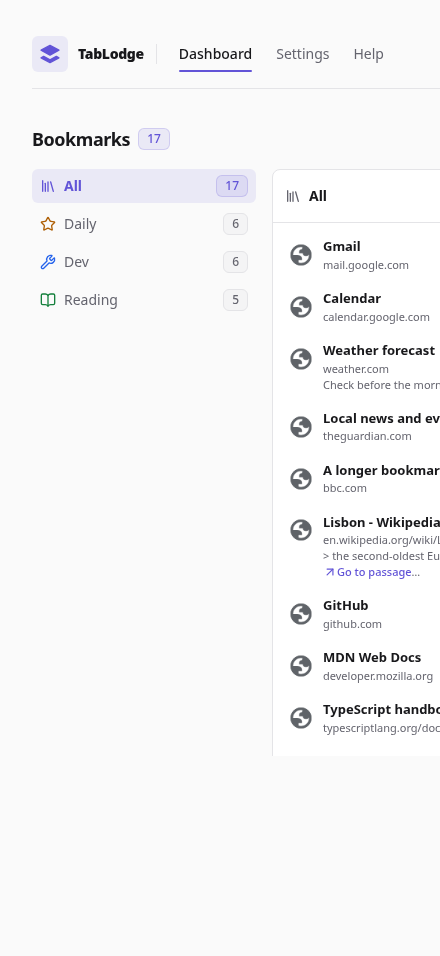 TabLodge Dashboard Settings Help
Bookmarks 17
All 17
Daily 6
Dev 6
Reading 5
All
Gmail
mail.google.com
Calendar
calendar.google.com
Weather forecast
weather.com
Check before the morn
Local news and ev
theguardian.com
A longer bookmar
bbc.com
Lisbon - Wikipedia
en.wikipedia.org/wiki/L
> the second-oldest Eu
Go to passage...
GitHub
github.com
MDN Web Docs
developer.mozilla.org
TypeScript handbo
typescriptlang.org/doc